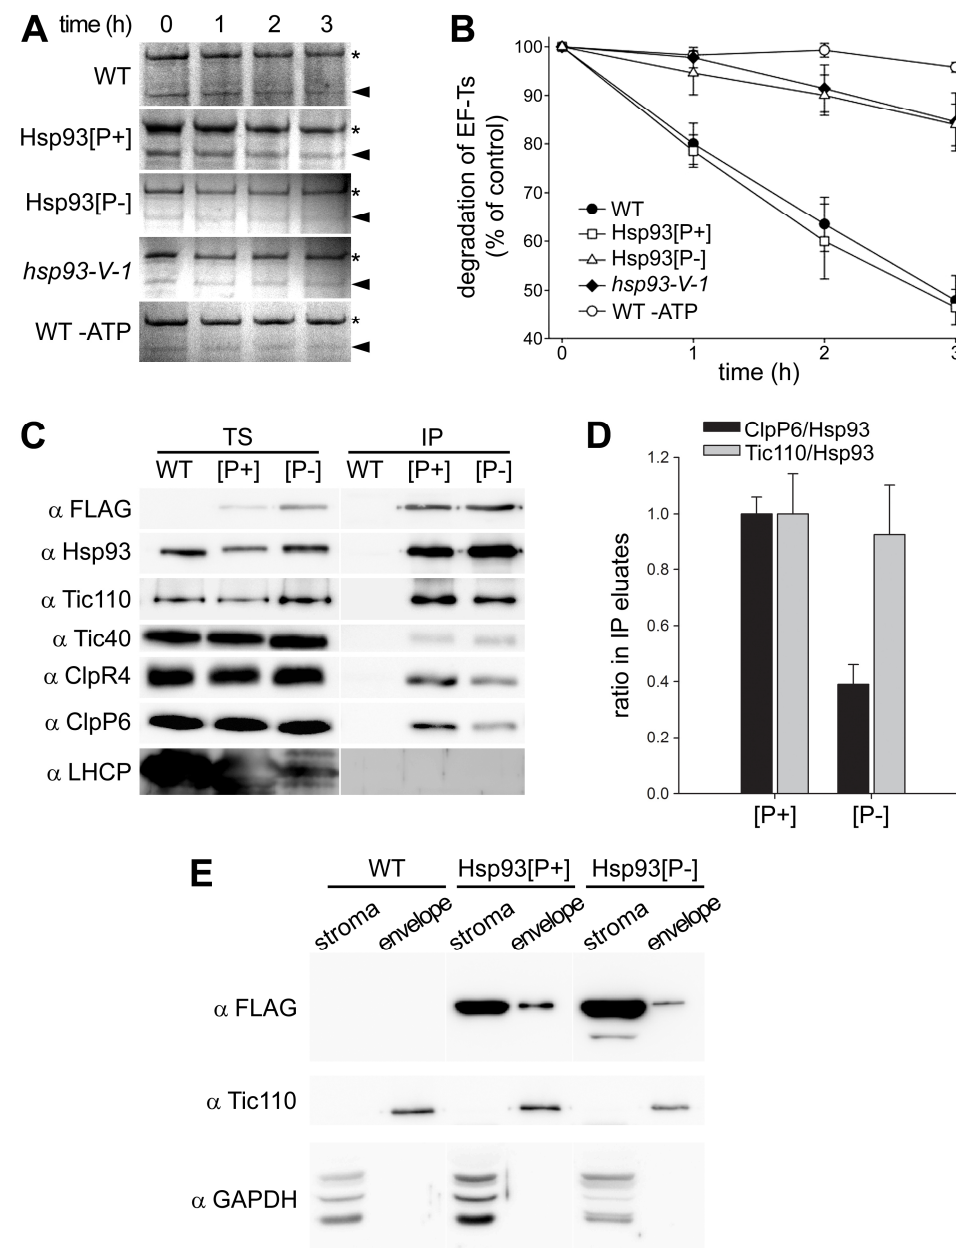 A time (h) 0 1 2 3
WT *
Hsp93[P+] *
Hsp93[P-] *
hsp93-V-1 *
WT -ATP *
B
degradation of EF-Ts
(% of control)
100
90
80
70
60
50
40
WT
Hsp93[P+]
Hsp93[P-]
hsp93-V-1
WT -ATP
0 1 2 3
time (h)
C
TS IP
WT [P+] [P-] WT [P+] [P-]
α FLAG
α Hsp93
α Tic110
α Tic40
α ClpR4
α ClpP6
α LHCP
D
ClpP6/Hsp93
Tic110/Hsp93
ratio in IP eluates
1.2
1.0
0.8
0.6
0.4
0.2
0.0
[P+] [P-]
E
WT Hsp93[P+] Hsp93[P-]
stroma envelope stroma envelope stroma envelope
α FLAG
α Tic110
α GAPDH